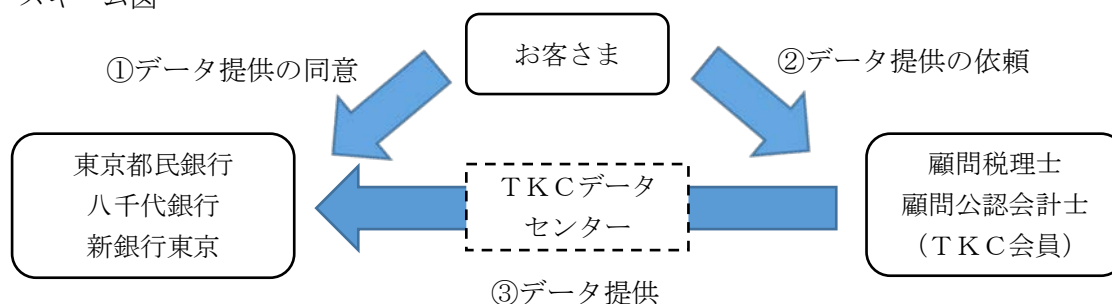 スキーム図
お客さま
①データ提供の同意
②データ提供の依頼
東京都民銀行
八千代銀行
新銀行東京
ＴＫＣデータ
センター
顧問税理士
顧問公認会計士
（ＴＫＣ会員）
③データ提供